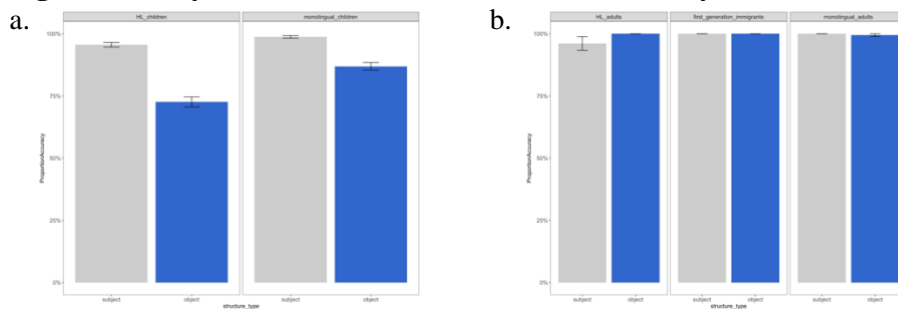 a.
HL_children
monolingual_children
100%
75%
50%
25%
0%
ProportionAccuracy
subject
object
subject
object
structure_type
b.
HL_adults
first_generation_immigrants
monolingual_adults
100%
75%
50%
25%
0%
ProportionAccuracy
subject
object
subject
object
subject
object
structure_type